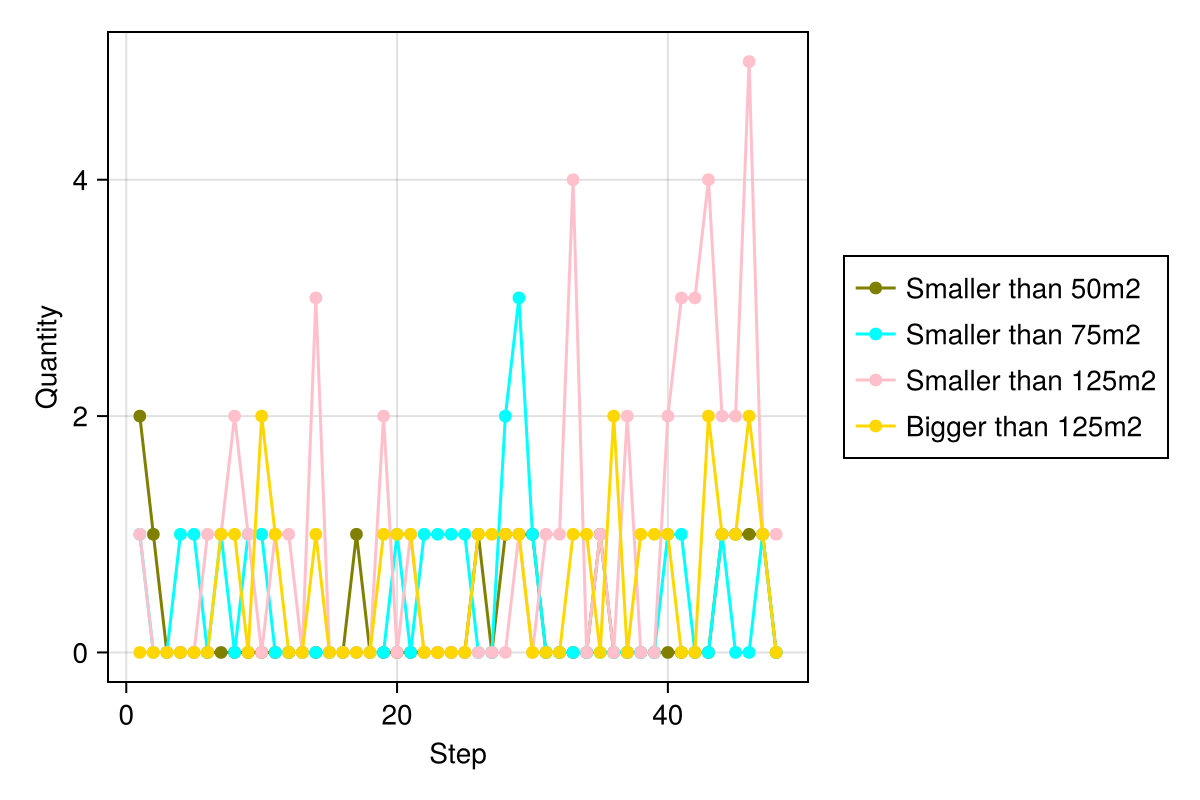 Quantity
4
2
0
0
20
40
Step
Smaller than 50m2
Smaller than 75m2
Smaller than 125m2
Bigger than 125m2